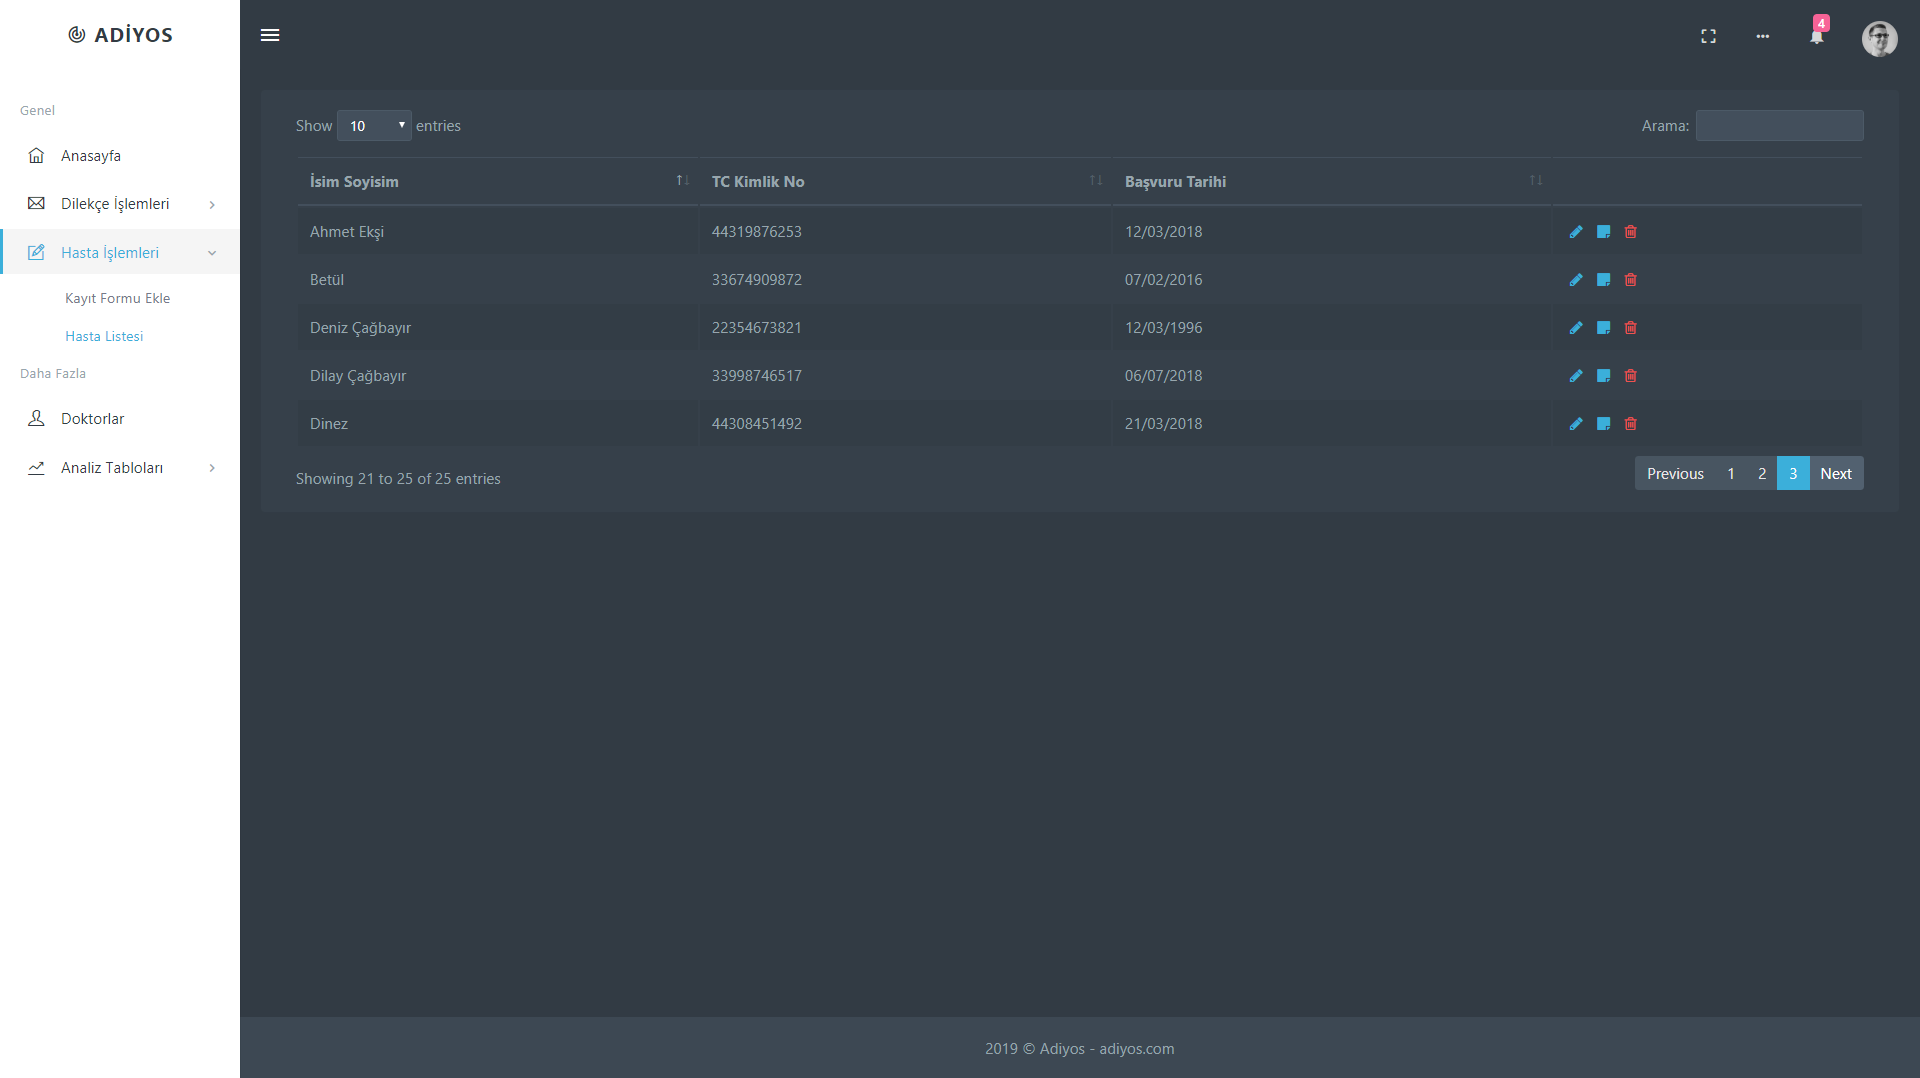 ADİYOS
4
Genel
Anasayfa
Dilekçe İşlemleri
Hasta İşlemleri
Kayıt Formu Ekle
Hasta Listesi
Daha Fazla
Doktorlar
Analiz Tabloları
Show 10 entries
Arama:
İsim Soyisim TC Kimlik No Başvuru Tarihi
Ahmet Ekşi 44319876253 12/03/2018
Betül 33674909872 07/02/2016
Deniz Çağbayır 22354673821 12/03/1996
Dilay Çağbayır 33998746517 06/07/2018
Dinez 44308451492 21/03/2018
Showing 21 to 25 of 25 entries
Previous 1 2 3 Next
2019 © Adiyos - adiyos.com